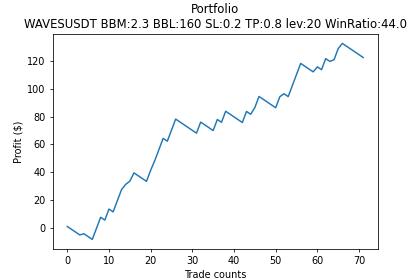 Portfolio
WAVESUSDT BBM:2.3 BBL:160 SL:0.2 TP:0.8 lev:20 WinRatio:44.0
120
100
80
60
40
20
0
Profit ($)
0 10 20 30 40 50 60 70
Trade counts